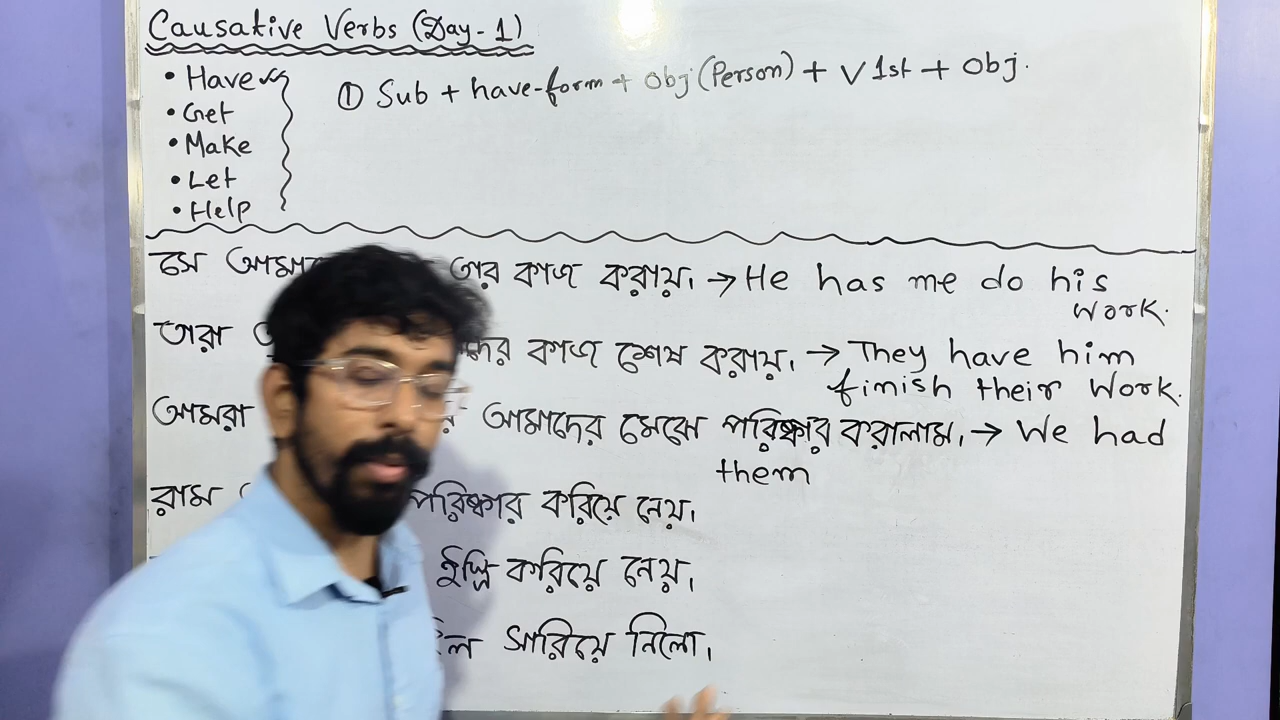 Causative Verbs (Day-1)
• Have
• Get
• Make
• Let
• Help
① Sub + have-form + Obj (Person) + V 1st + Obj.
সে তার কাজ করায়। → He has me do his
work.
তারা কাজ শেষ করায়। → They have him
finish their work.
আমরা আমাদের মেঝে পরিষ্কার করালাম। → We had
them
রাম পরিষ্কার করিয়ে নেয়।
করিয়ে নেয়।
সারিয়ে নিলো।